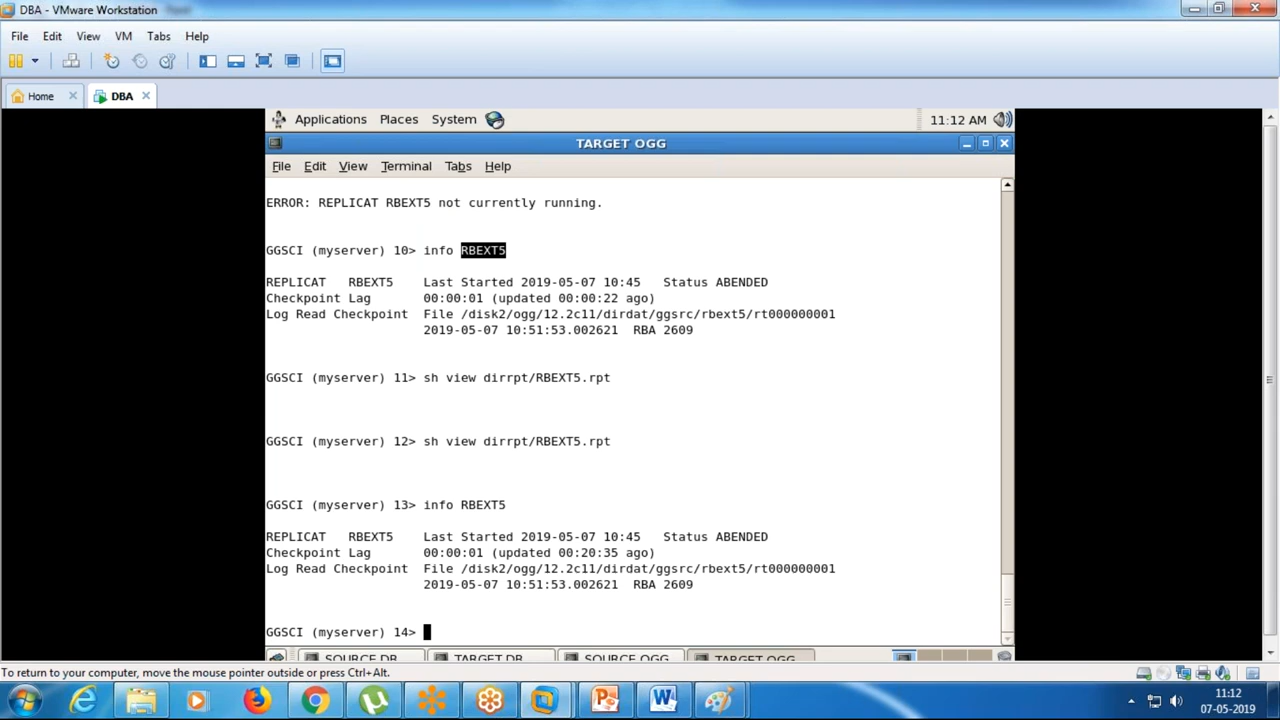 DBA - VMware Workstation
File Edit View VM Tabs Help
Home DBA
Applications Places System 11:12 AM
TARGET OGG
File Edit View Terminal Tabs Help
ERROR: REPLICAT RBEXT5 not currently running.
GGSCI (myserver) 10> info RBEXT5
REPLICAT RBEXT5 Last Started 2019-05-07 10:45 Status ABENDED
Checkpoint Lag 00:00:01 (updated 00:00:22 ago)
Log Read Checkpoint File /disk2/ogg/12.2c11/dirdat/ggsrc/rbext5/rt000000001
2019-05-07 10:51:53.002621 RBA 2609
GGSCI (myserver) 11> sh view dirrpt/RBEXT5.rpt
GGSCI (myserver) 12> sh view dirrpt/RBEXT5.rpt
GGSCI (myserver) 13> info RBEXT5
REPLICAT RBEXT5 Last Started 2019-05-07 10:45 Status ABENDED
Checkpoint Lag 00:00:01 (updated 00:20:35 ago)
Log Read Checkpoint File /disk2/ogg/12.2c11/dirdat/ggsrc/rbext5/rt000000001
2019-05-07 10:51:53.002621 RBA 2609
GGSCI (myserver) 14>
SOURCE DB TARGET DB SOURCE OGG TARGET OGG
To return to your computer, move the mouse pointer outside or press Ctrl+Alt.
11:12
07-05-2019